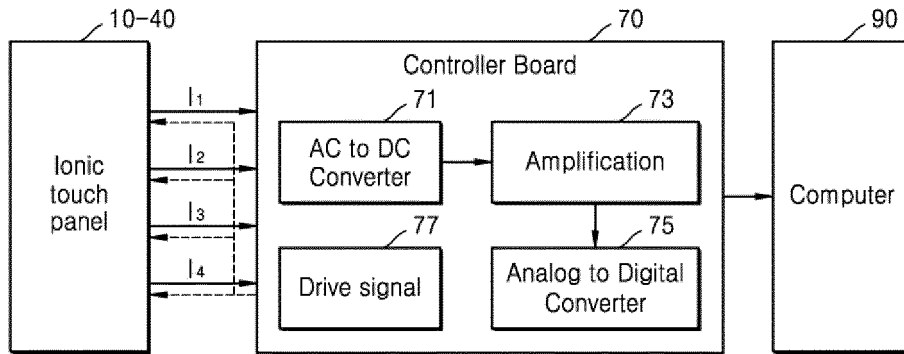 10-40
70
90
Controller Board
71
73
I1
I2
I3
I4
Ionic
touch
panel
AC to DC
Converter
Amplification
Computer
77
75
Drive signal
Analog to Digital
Converter